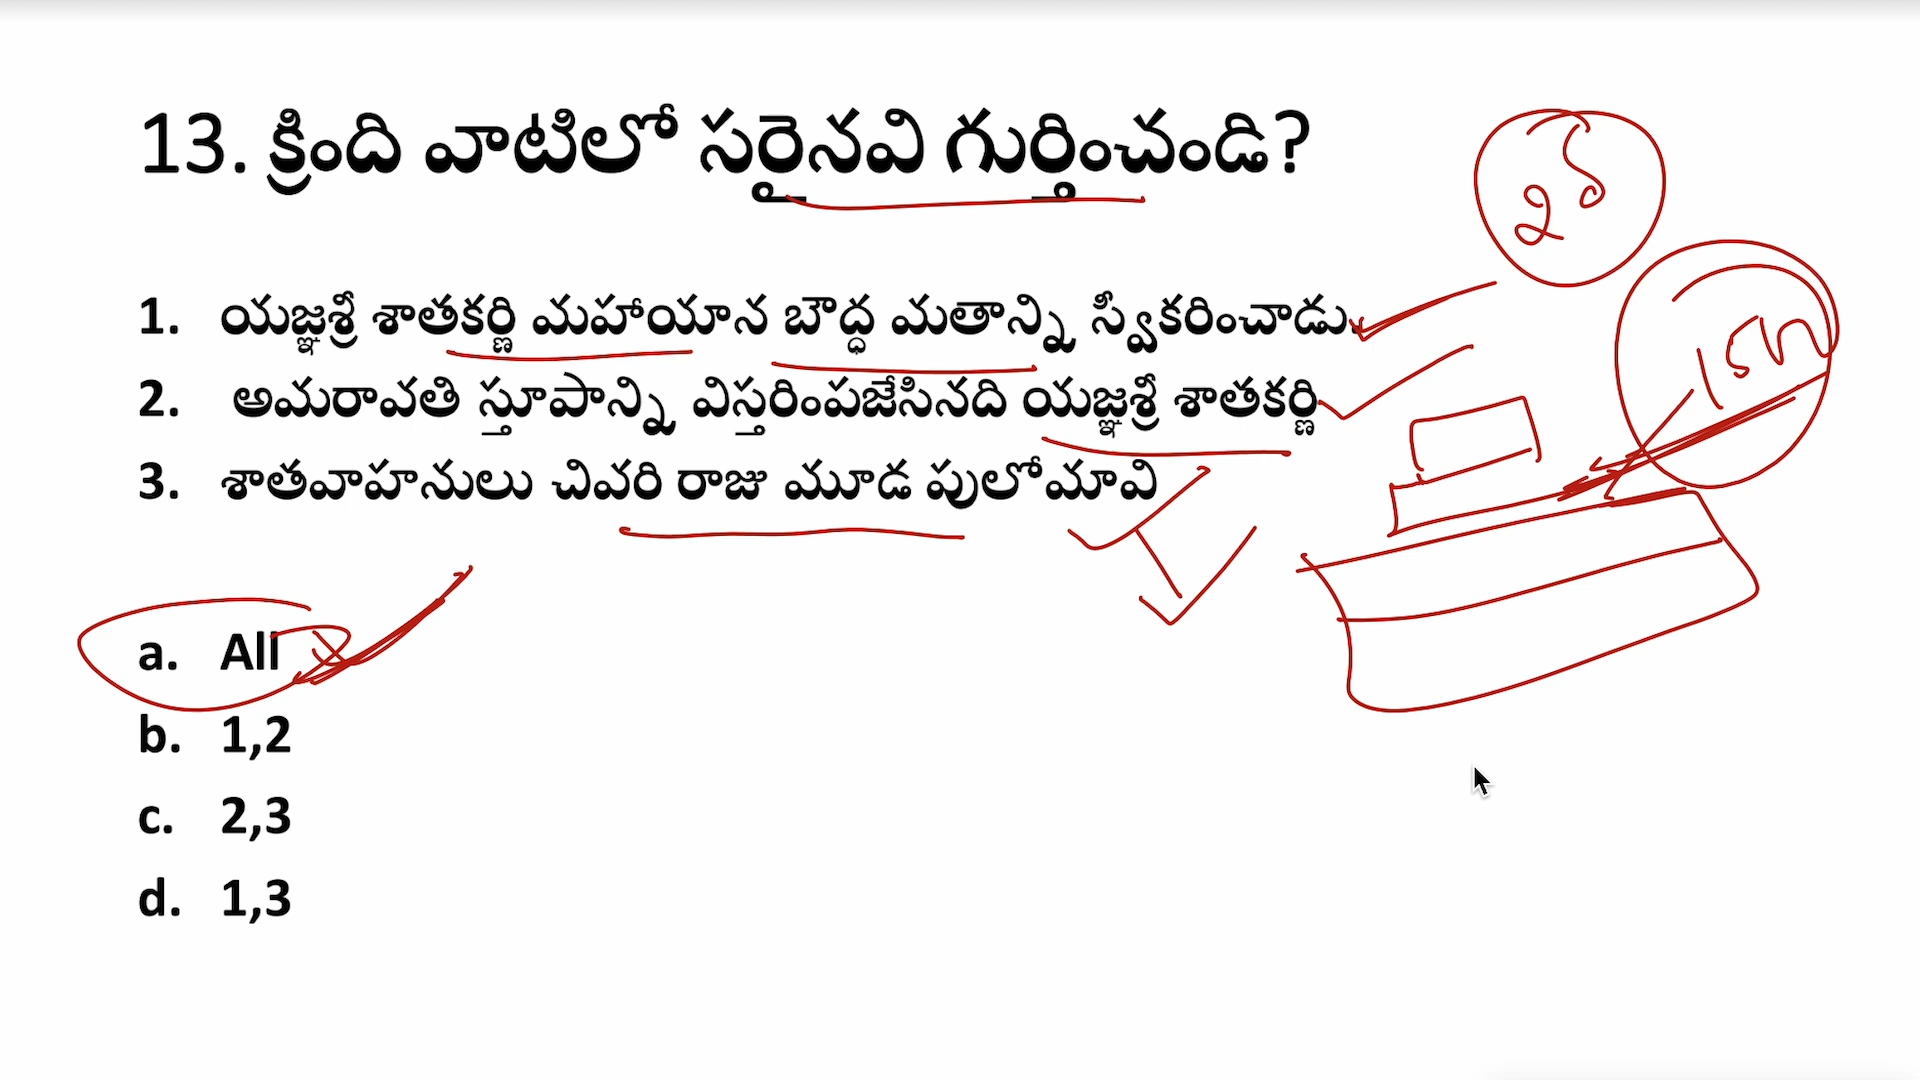 13. క్రింది వాటిలో సరైనవి గుర్తించండి?
1. యజ్ఞశ్రీ శాతకర్ణి మహాయాన బౌద్ధ మతాన్ని స్వీకరించాడు.
2. అమరావతి స్తూపాన్ని విస్తరింపజేసినది యజ్ఞశ్రీ శాతకర్ణి
3. శాతవాహనులు చివరి రాజు మూడ పులోమావి
a. All
b. 1,2
c. 2,3
d. 1,3